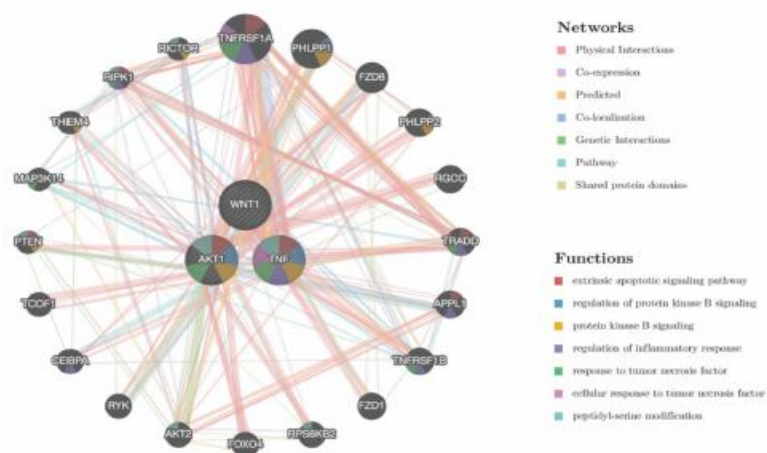 TNFRSF1A
RICTOR
PHLPP1
RIPK1
FZD8
THEM4
PHLPP2
MAP3K14
RGCC
WNT1
PTEN
TRADD
AKT1
TNF
TCOF1
APPL1
CEBPA
TNFRSF1B
RYK
FZD1
AKT2
FOXO4
RPS6KB2
Networks
Physical Interactions
Co-expression
Predicted
Co-localization
Genetic Interactions
Pathway
Shared protein domains
Functions
extrinsic apoptotic signaling pathway
regulation of protein kinase B signaling
protein kinase B signaling
regulation of inflammatory response
response to tumor necrosis factor
cellular response to tumor necrosis factor
peptidyl-serine modification